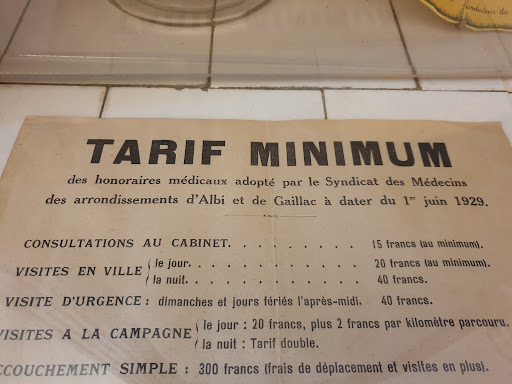 fondateur du
TARIF MINIMUM
des honoraires médicaux adopté par le Syndicat des Médecins
des arrondissements d'Albi et de Gaillac à dater du 1er juin 1929.
CONSULTATIONS AU CABINET. . . . . . . . . 15 francs (au minimum).
VISITES EN VILLE { le jour. . . . . . . . . . . 20 francs (au minimum).
la nuit. . . . . . . . . . . 40 francs.
VISITE D'URGENCE : dimanches et jours fériés l'après-midi. 40 francs.
VISITES A LA CAMPAGNE { le jour : 20 francs, plus 2 francs par kilomètre parcouru.
la nuit : Tarif double.
CCOUCHEMENT SIMPLE : 300 francs (frais de déplacement et visites en plus).